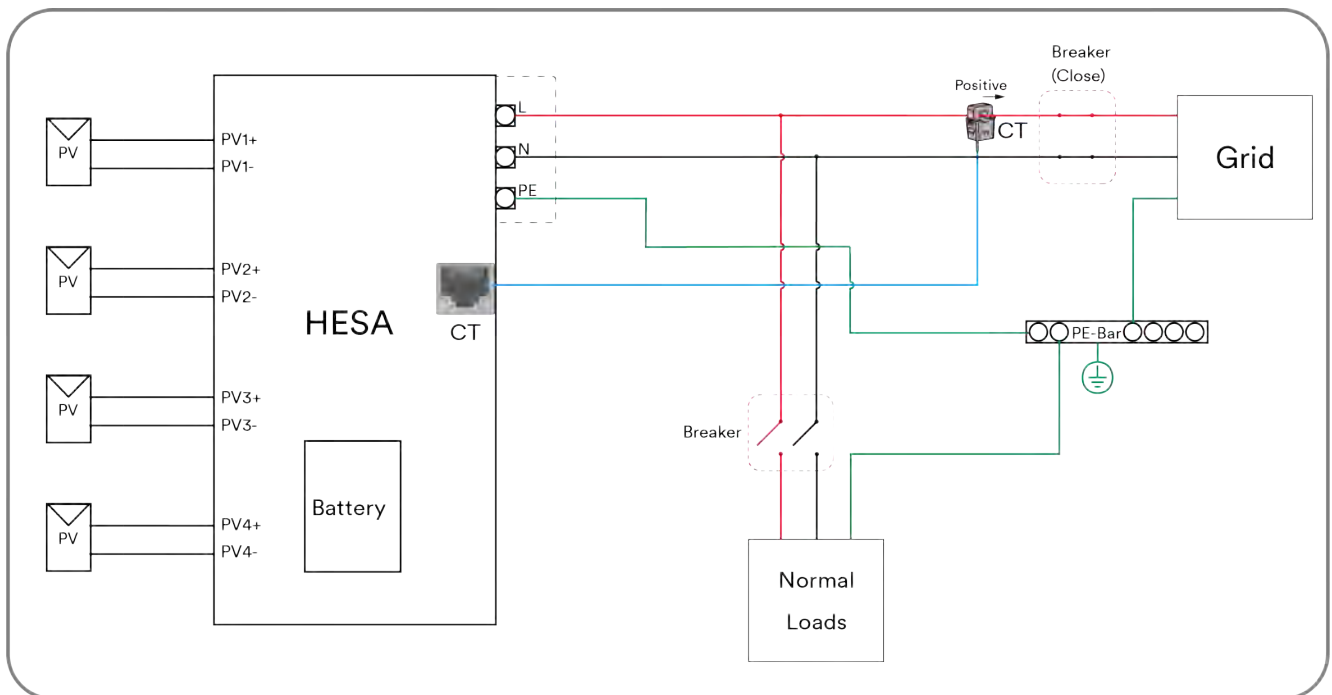 Breaker
(Close)
Positive
L
CT
Grid
N
PE
PV
PV1+
PV1-
PV
PV2+
PV2-
HESA
CT
PE-Bar
PV
PV3+
PV3-
Breaker
Battery
PV
PV4+
PV4-
Normal
Loads